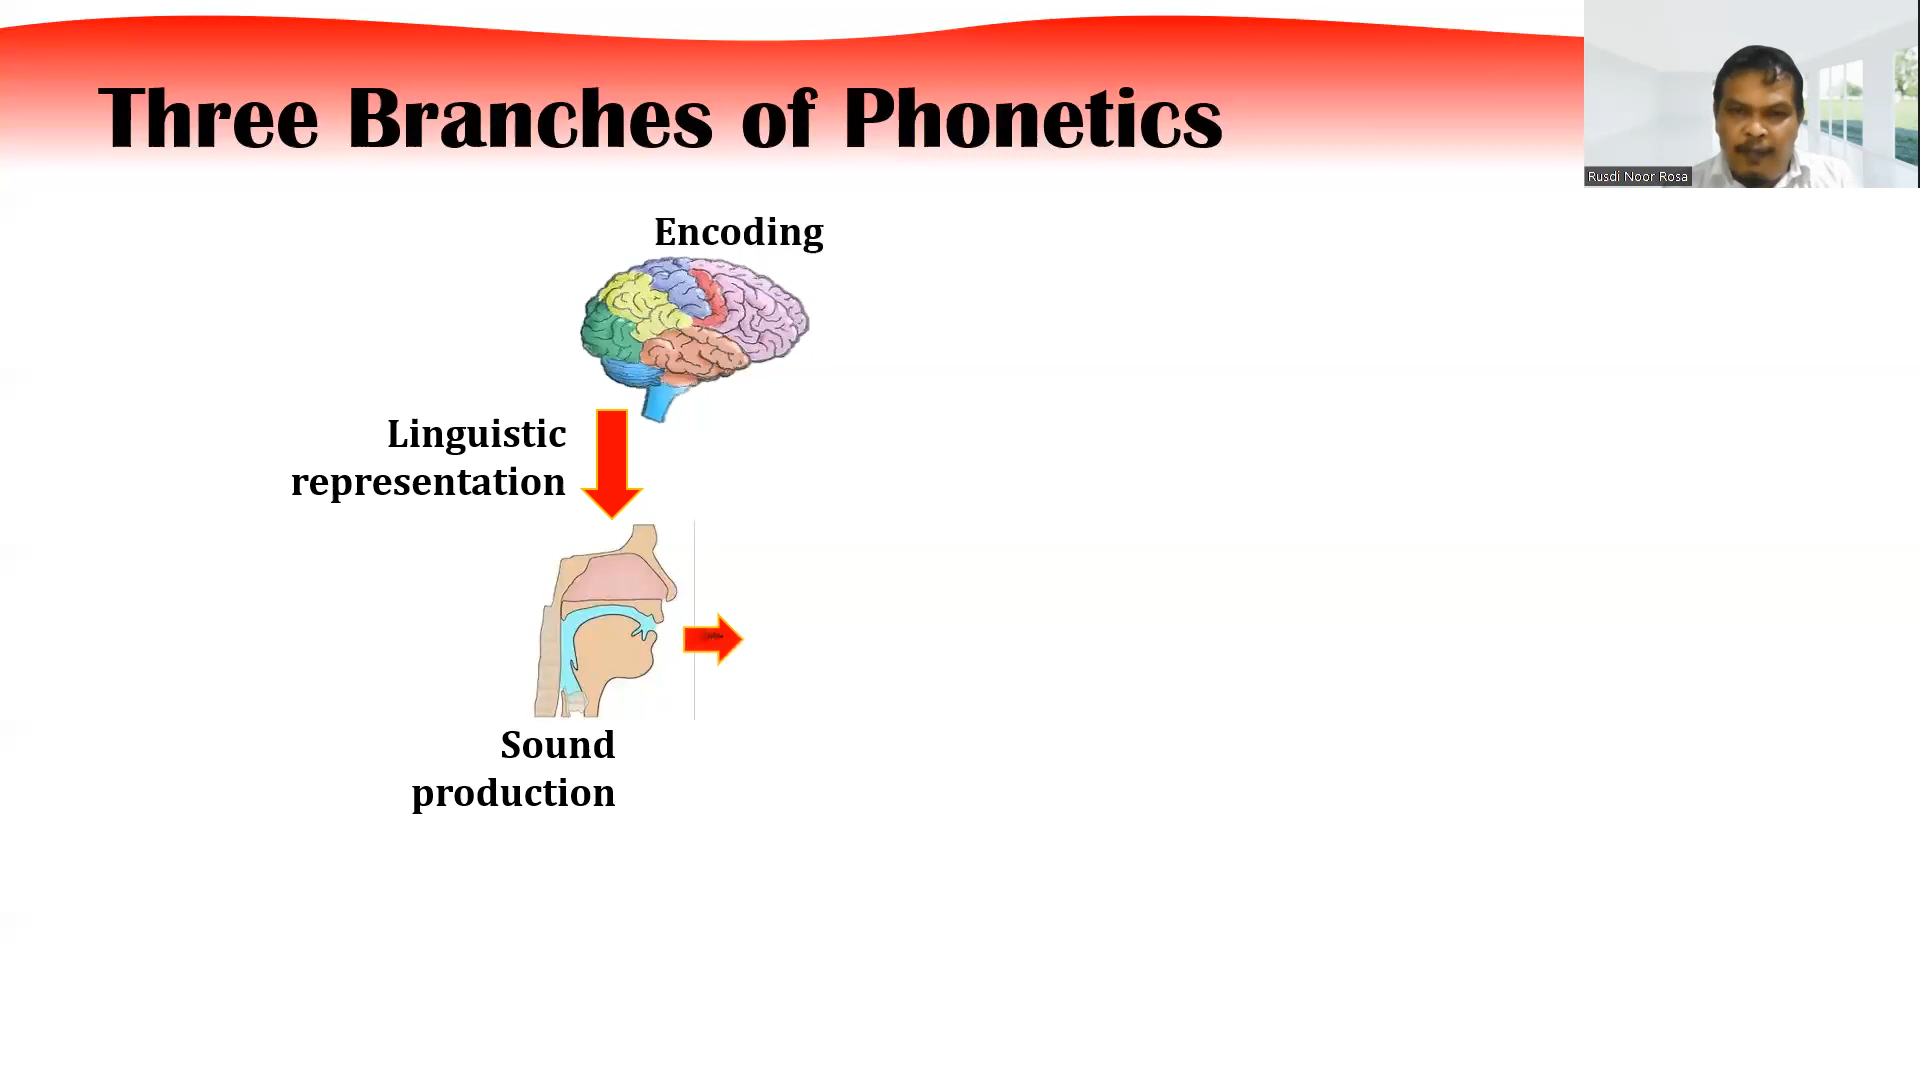 Three Branches of Phonetics
Rusdi Noor Rosa
Encoding
Linguistic
representation
Sound
production